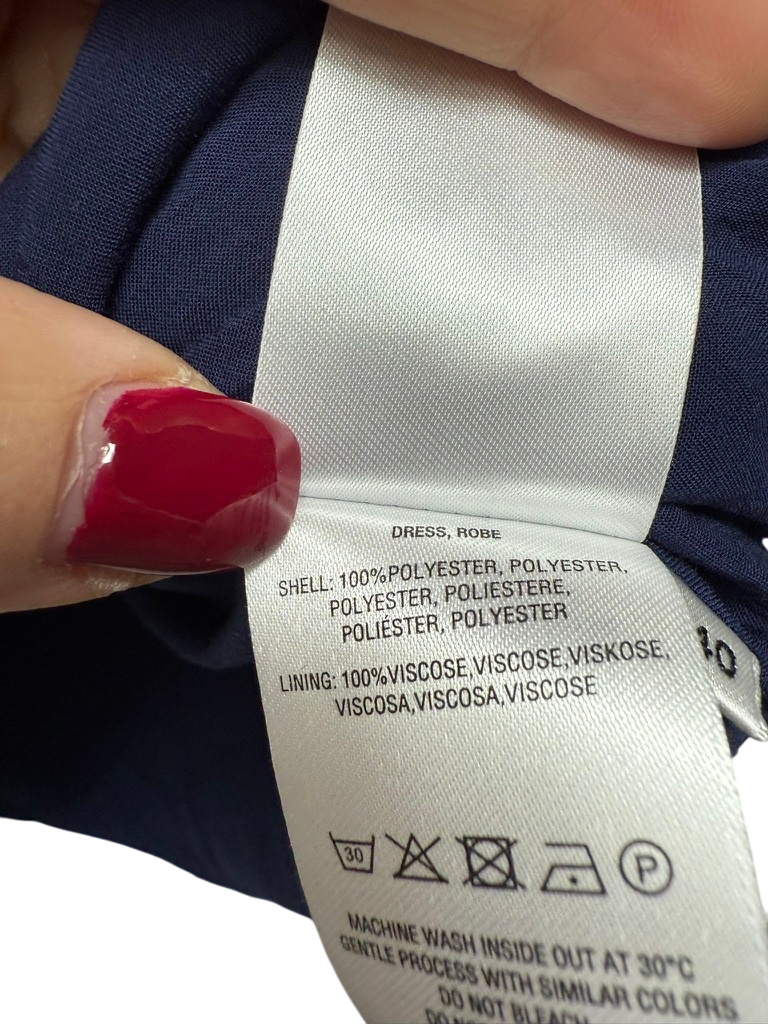 DRESS, ROBE
SHELL: 100%POLYESTER, POLYESTER,
POLYESTER, POLIESTERE,
POLIÉSTER, POLYESTER
LINING: 100%VISCOSE,VISCOSE,VISKOSE,
VISCOSA,VISCOSA,VISCOSE
30 P
MACHINE WASH INSIDE OUT AT 30°C
GENTLE PROCESS WITH SIMILAR COLORS
DO NOT BLEACH